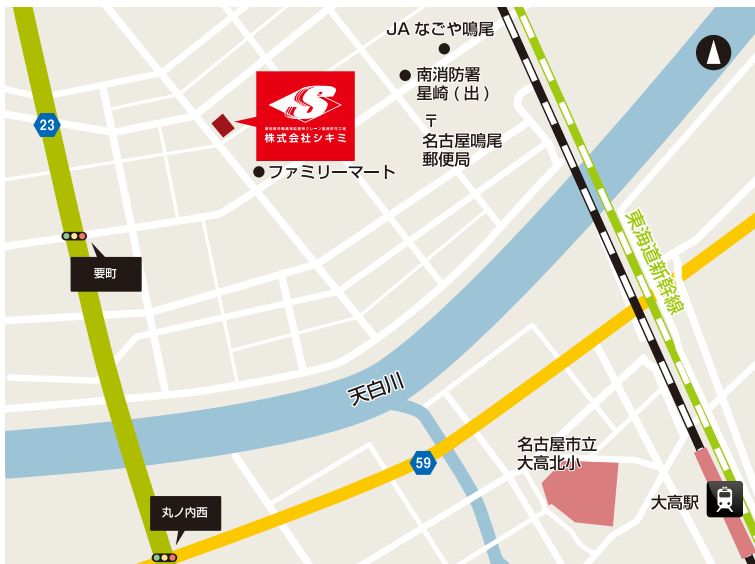 JA なごや鳴尾
南消防署
星崎 ( 出 )
〒
名古屋鳴尾
郵便局
S
株式会社シキミ
ファミリーマート
23
要町
東海道新幹線
天白川
59
名古屋市立
大高北小
大高駅
丸ノ内西